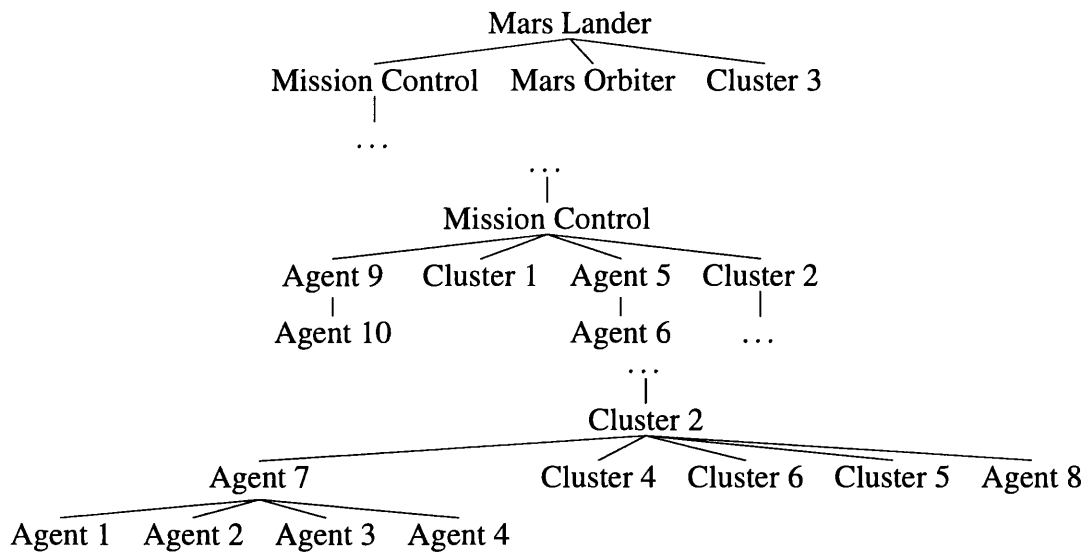 Mars Lander
Mission Control Mars Orbiter Cluster 3
...
...
Mission Control
Agent 9 Cluster 1 Agent 5 Cluster 2
Agent 10 Agent 6 ...
...
Cluster 2
Agent 7 Cluster 4 Cluster 6 Cluster 5 Agent 8
Agent 1 Agent 2 Agent 3 Agent 4